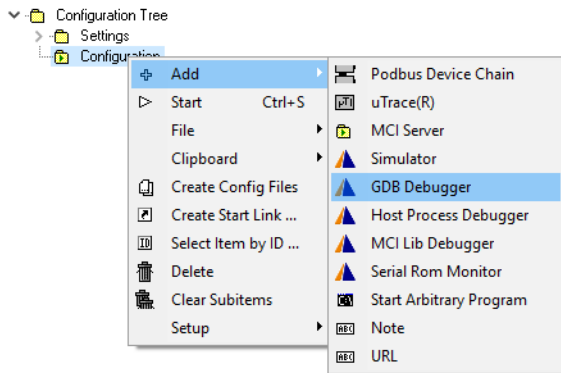 Configuration Tree
Settings
Configuration
Add
Start Ctrl+S
File
Clipboard
Create Config Files
Create Start Link ...
Select Item by ID ...
Delete
Clear Subitems
Setup
Podbus Device Chain
uTrace(R)
MCI Server
Simulator
GDB Debugger
Host Process Debugger
MCI Lib Debugger
Serial Rom Monitor
Start Arbitrary Program
Note
URL